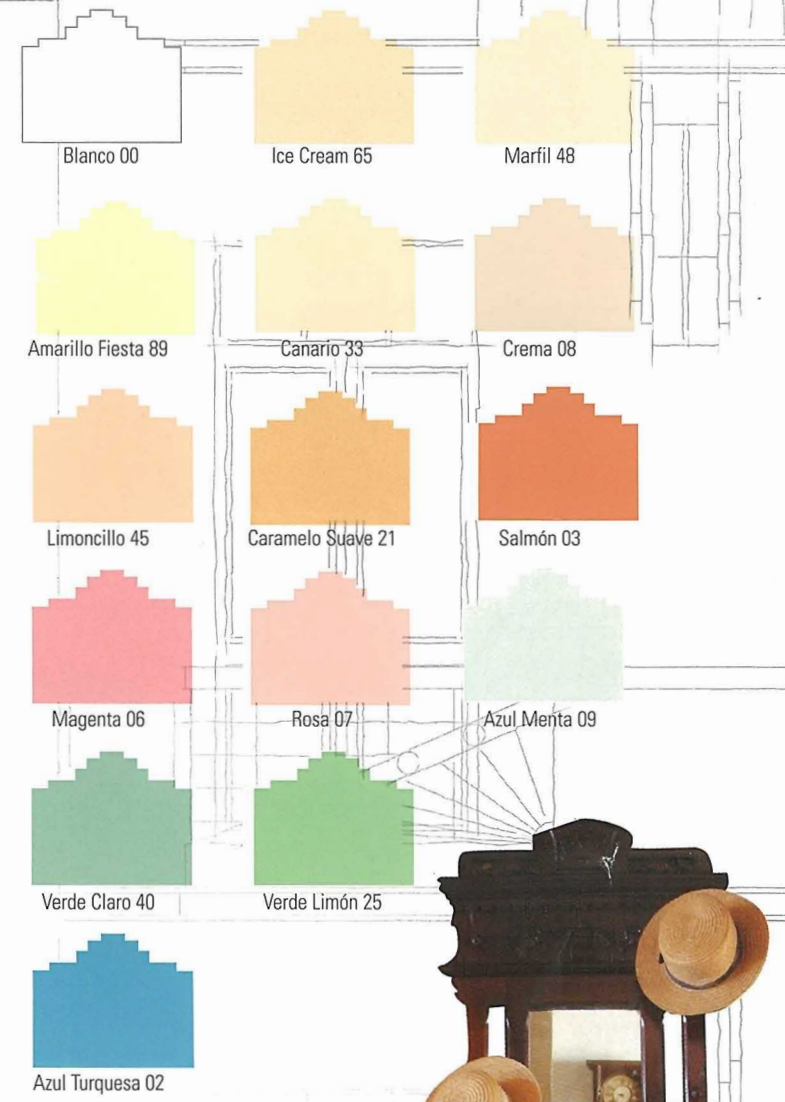 Blanco 00
Ice Cream 65
Marfil 48
Amarillo Fiesta 89
Canario 33
Crema 08
Limoncillo 45
Caramelo Suave 21
Salmón 03
Magenta 06
Rosa 07
Azul Menta 09
Verde Claro 40
Verde Limón 25
Azul Turquesa 02